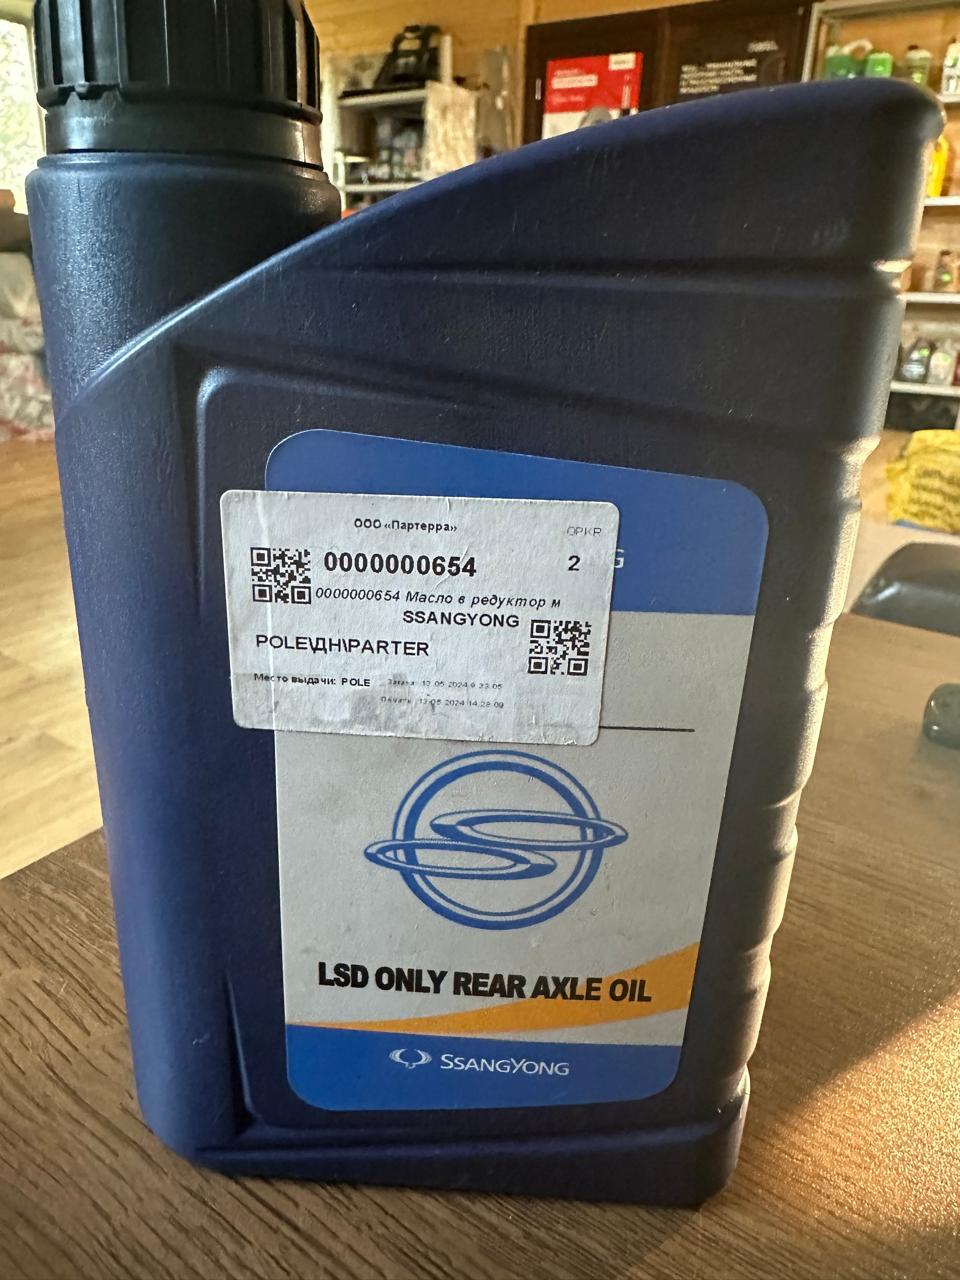 ООО «Партерра»
OPKR
0000000654
2
G
0000000654 Масло в редуктор м
SSANGYONG
POLE\ДН\PARTER
Место выдачи: POLE
LSD ONLY REAR AXLE OIL
SSANGYONG